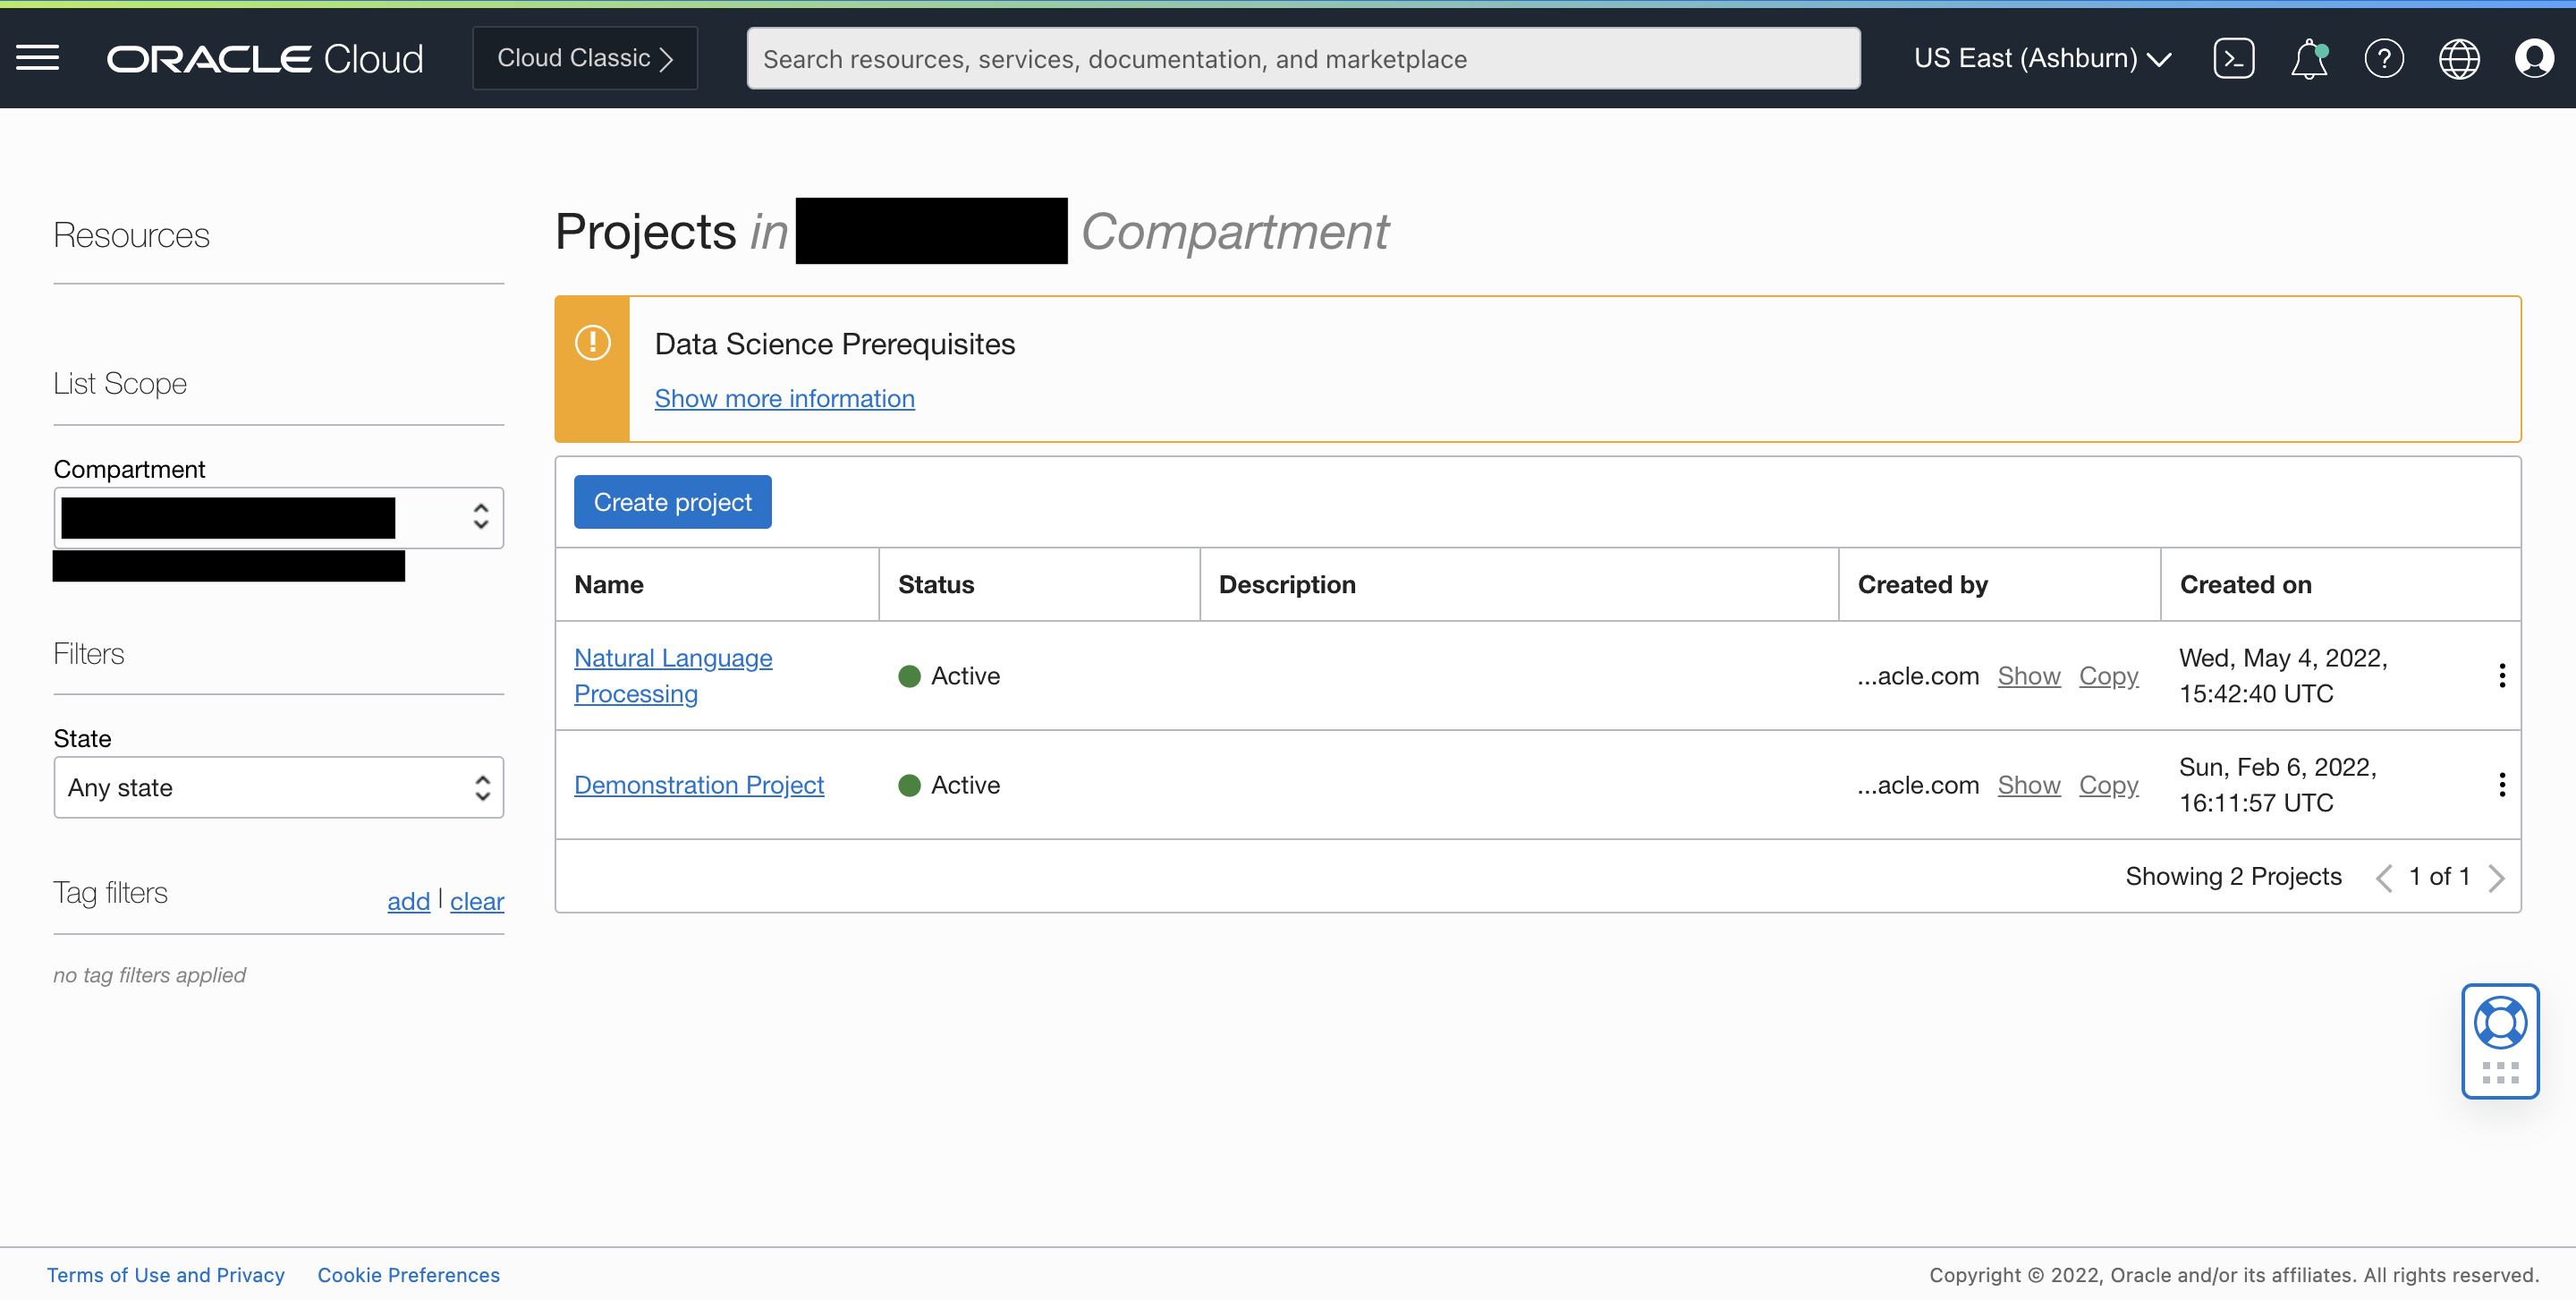 ORACLE Cloud
Cloud Classic
Search resources, services, documentation, and marketplace
US East (Ashburn)
Resources
List Scope
Compartment
Filters
State
Any state
Tag filters
add | clear
no tag filters applied
Projects in Compartment
Data Science Prerequisites
Show more information
Create project
Name Status Description Created by Created on
Natural Language
Processing
Active
...acle.com Show Copy
Wed, May 4, 2022,
15:42:40 UTC
Demonstration Project
Active
...acle.com Show Copy
Sun, Feb 6, 2022,
16:11:57 UTC
Showing 2 Projects 1 of 1
Terms of Use and Privacy Cookie Preferences
Copyright © 2022, Oracle and/or its affiliates. All rights reserved.